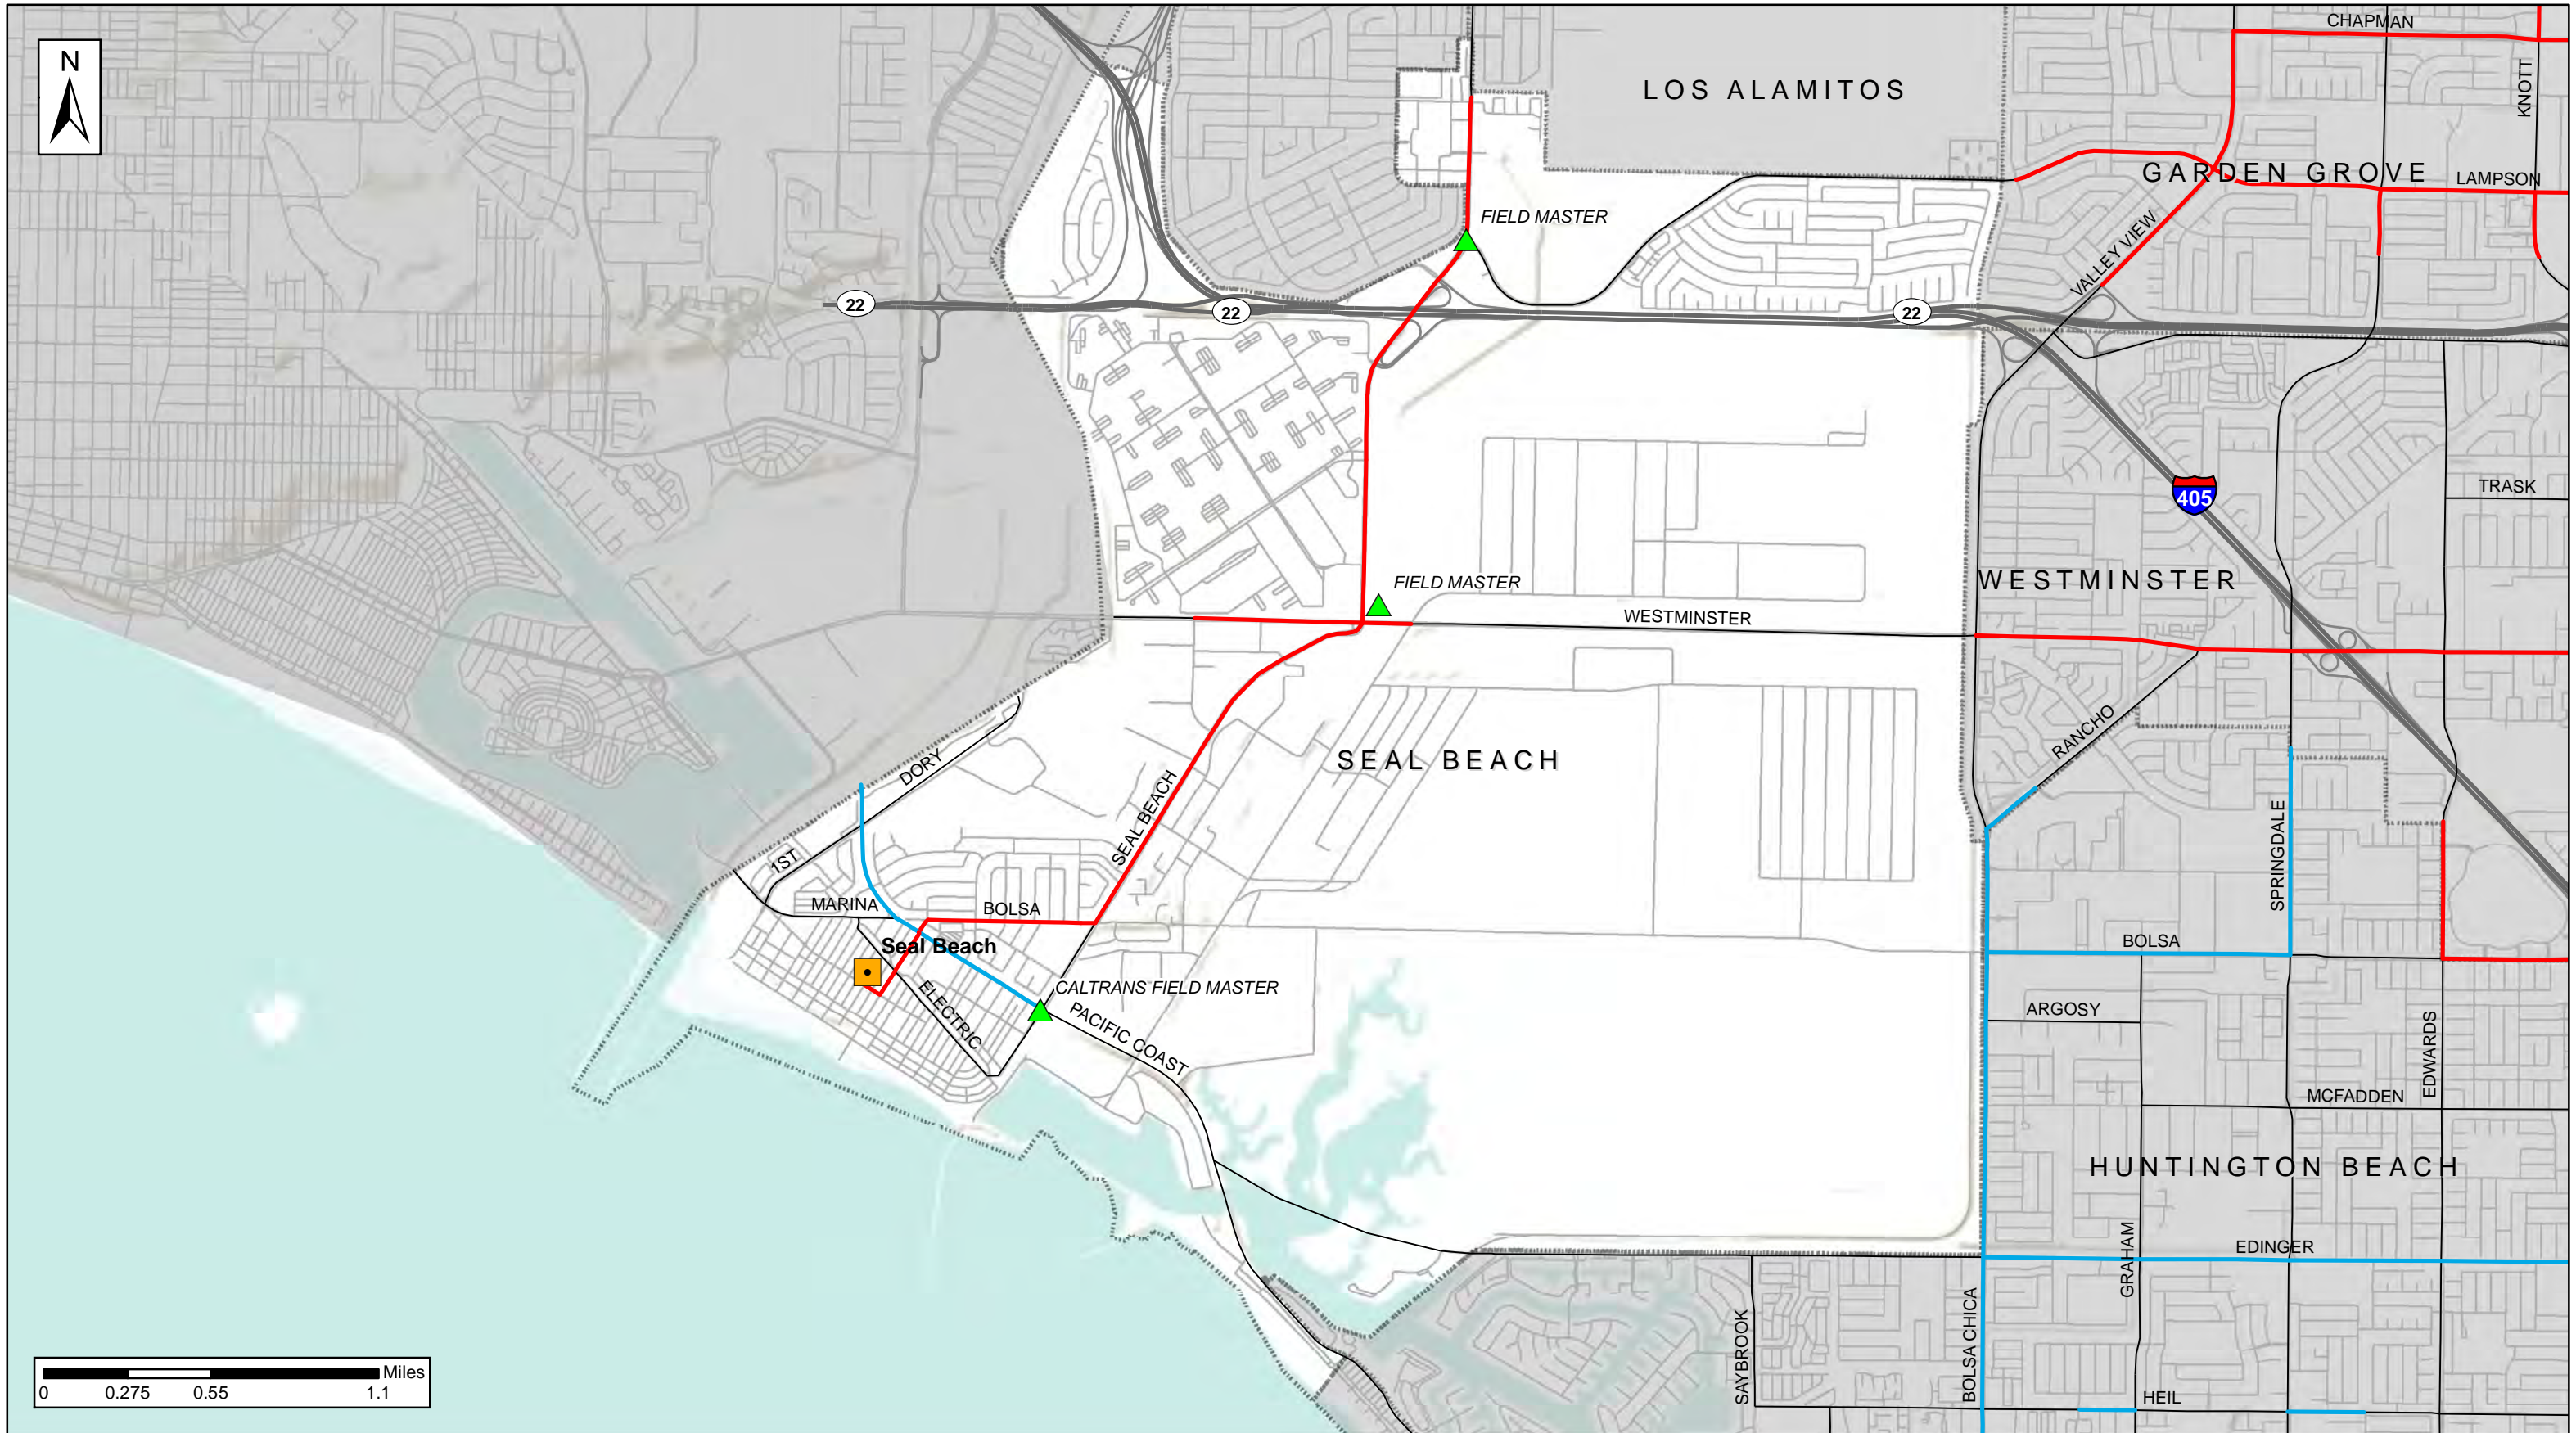 CHAPMAN
N
KNOTT
LOS ALAMITOS
GARDEN GROVE
LAMPSON
FIELD MASTER
VALLEY VIEW
22
22
22
405
TRASK
FIELD MASTER
WESTMINSTER
WESTMINSTER
RANCHO
SEAL BEACH
DORY
SEAL BEACH
SPRINGDALE
1ST
MARINA
BOLSA
Seal Beach
BOLSA
CALTRANS FIELD MASTER
ELECTRIC
PACIFIC COAST
ARGOSY
EDWARDS
MCFADDEN
HUNTINGTON BEACH
GRAHAM
EDINGER
SAYBROOK
BOLSA CHICA
HEIL
Miles
0 0.275 0.55 1.1